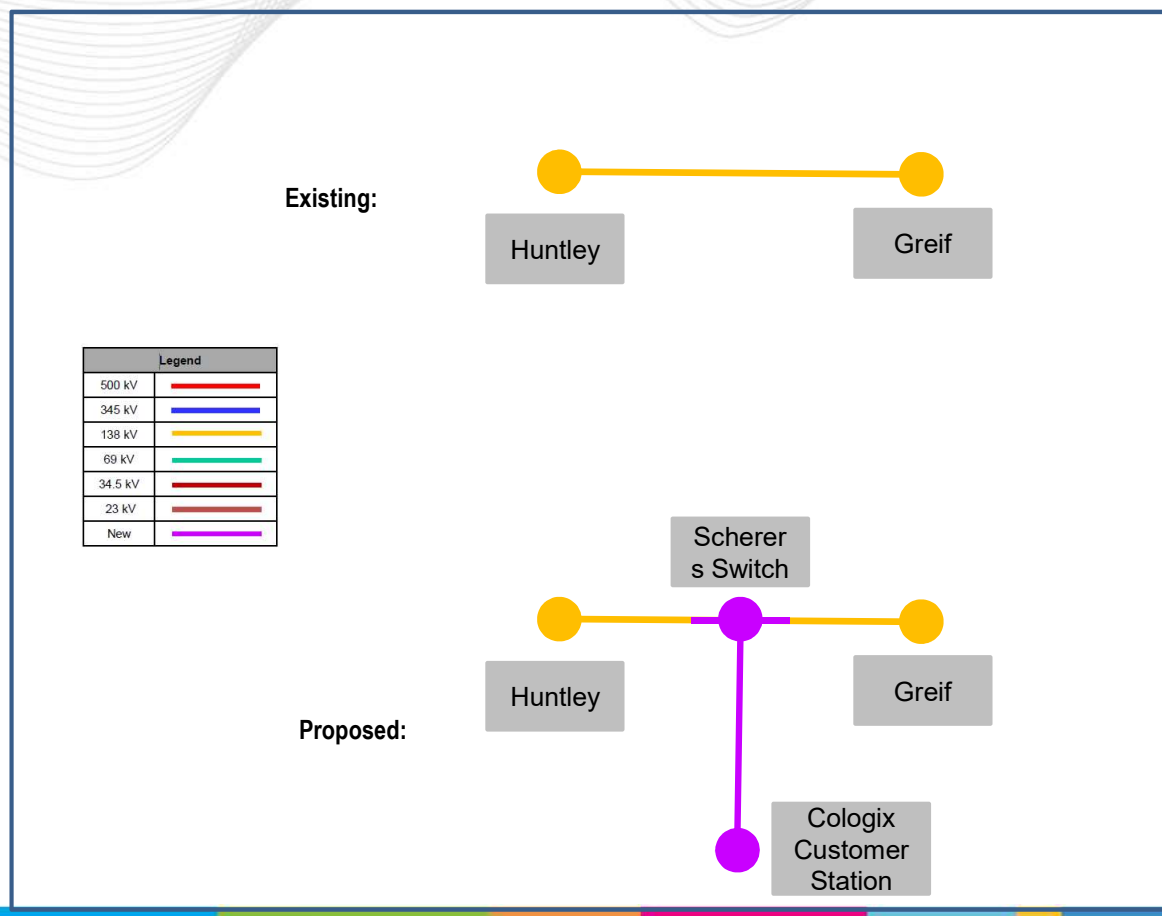 Existing:
Huntley
Greif
Legend
500 kV
345 kV
138 kV
69 kV
34.5 kV
23 kV
New
Scherer
s Switch
Huntley
Greif
Proposed:
Cologix
Customer
Station